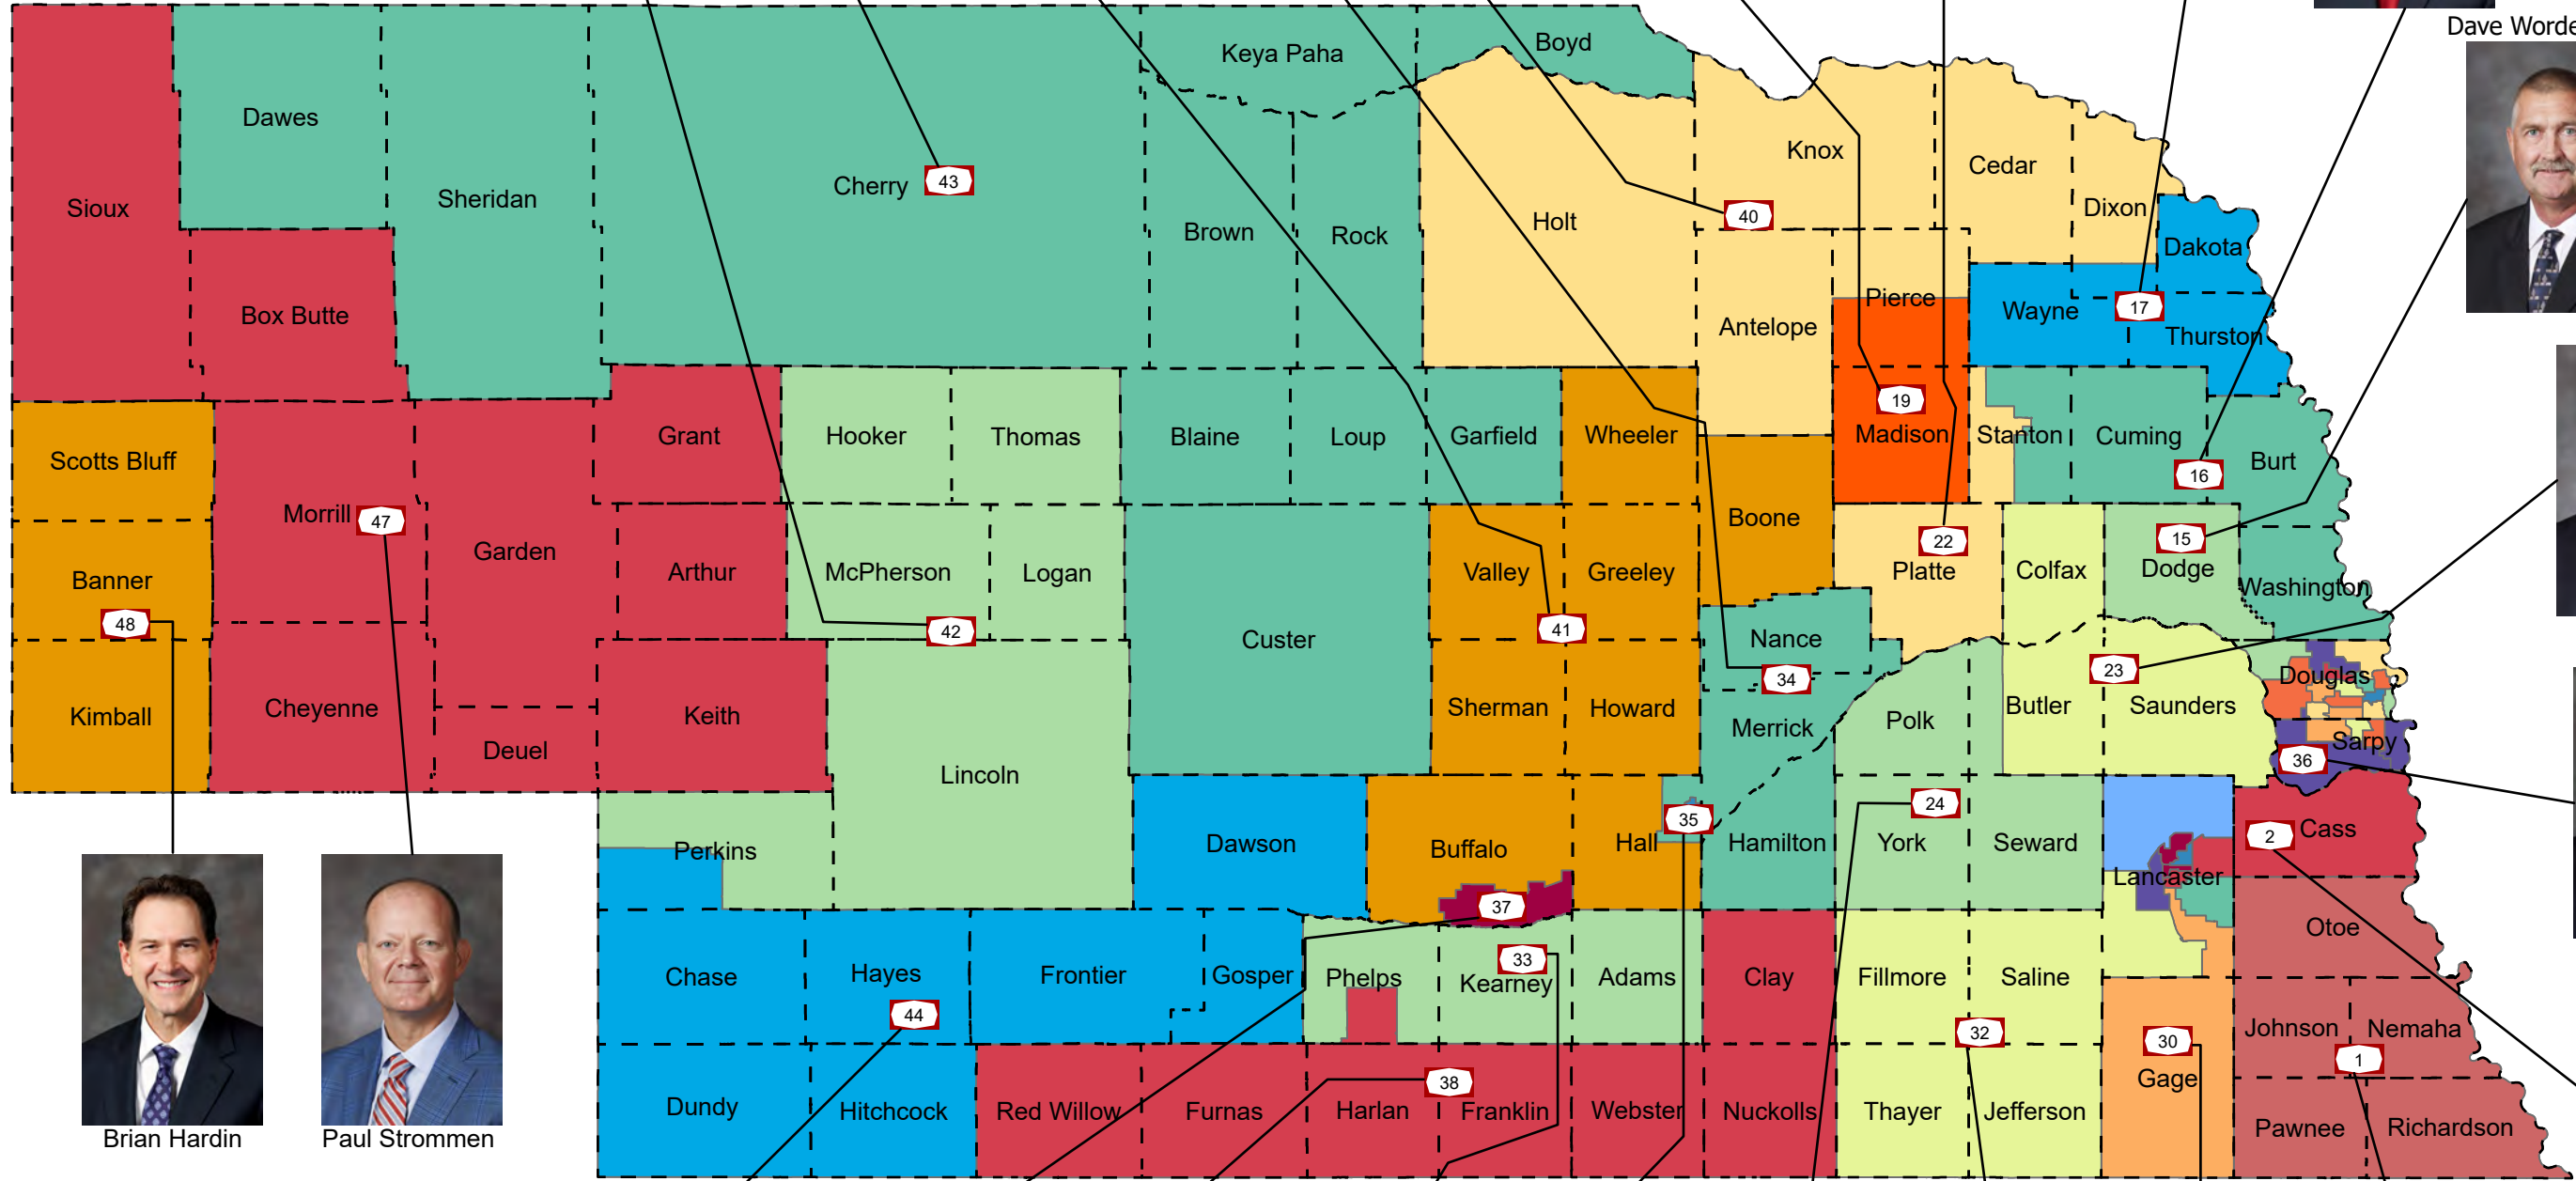 Dave Worde
Keya Paha
Boyd
Dawes
Knox
Cedar
Cherry
43
Sheridan
Sioux
Dixon
40
Holt
Brown
Rock
Dakota
Pierce
17
Wayne
Box Butte
Antelope
Thurston
19
Grant
Hooker
Thomas
Blaine
Loup
Garfield
Wheeler
Madison
Stanton
Cuming
Scotts Bluff
Burt
16
Morrill
47
Boone
22
15
Garden
Banner
Arthur
McPherson
Logan
Valley
Greeley
Platte
Colfax
Dodge
Washington
48
42
41
Custer
Nance
34
23
Douglas
Kimball
Cheyenne
Keith
Sherman
Howard
Merrick
Polk
Butler
Saunders
Sarpy
36
Deuel
Lincoln
24
35
2
Cass
Perkins
Dawson
Buffalo
Hall
Hamilton
York
Seward
Lancaster
37
Otoe
33
Chase
Hayes
Frontier
Gosper
Phelps
Kearney
Adams
Clay
Fillmore
Saline
44
32
30
Johnson
Nemaha
1
38
Gage
Dundy
Hitchcock
Red Willow
Furnas
Harlan
Franklin
Webster
Nuckolls
Thayer
Jefferson
Pawnee
Richardson
Brian Hardin
Paul Strommen